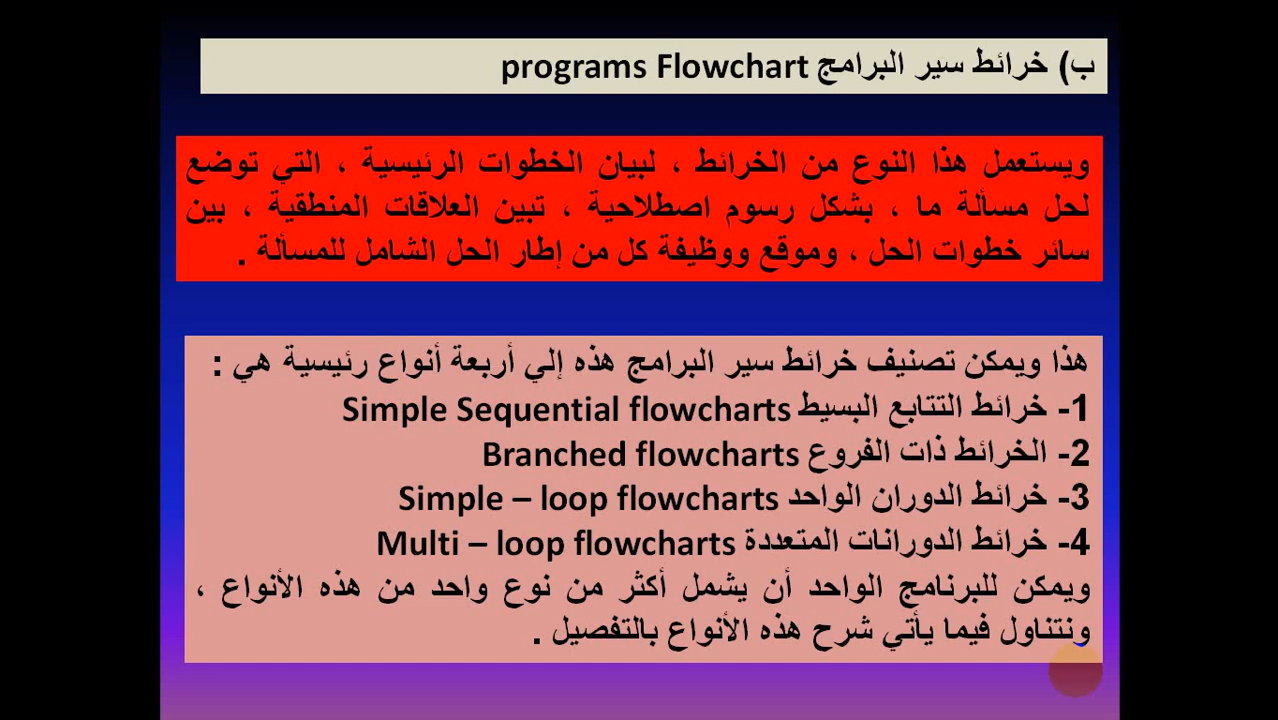 ب) خرائط سير البرامج programs Flowchart
ويستعمل هذا النوع من الخرائط ، لبيان الخطوات الرئيسية ، التي توضع
لحل مسألة ما ، بشكل رسوم اصطلاحية ، تبين العلاقات المنطقية ، بين
سائر خطوات الحل ، وموقع ووظيفة كل من إطار الحل الشامل للمسألة .
هذا ويمكن تصنيف خرائط سير البرامج هذه إلي أربعة أنواع رئيسية هي :
1- خرائط التتابع البسيط Simple Sequential flowcharts
2- الخرائط ذات الفروع Branched flowcharts
3- خرائط الدوران الواحد Simple – loop flowcharts
4- خرائط الدورانات المتعددة Multi – loop flowcharts
ويمكن للبرنامج الواحد أن يشمل أكثر من نوع واحد من هذه الأنواع ،
ونتناول فيما يأتي شرح هذه الأنواع بالتفصيل .